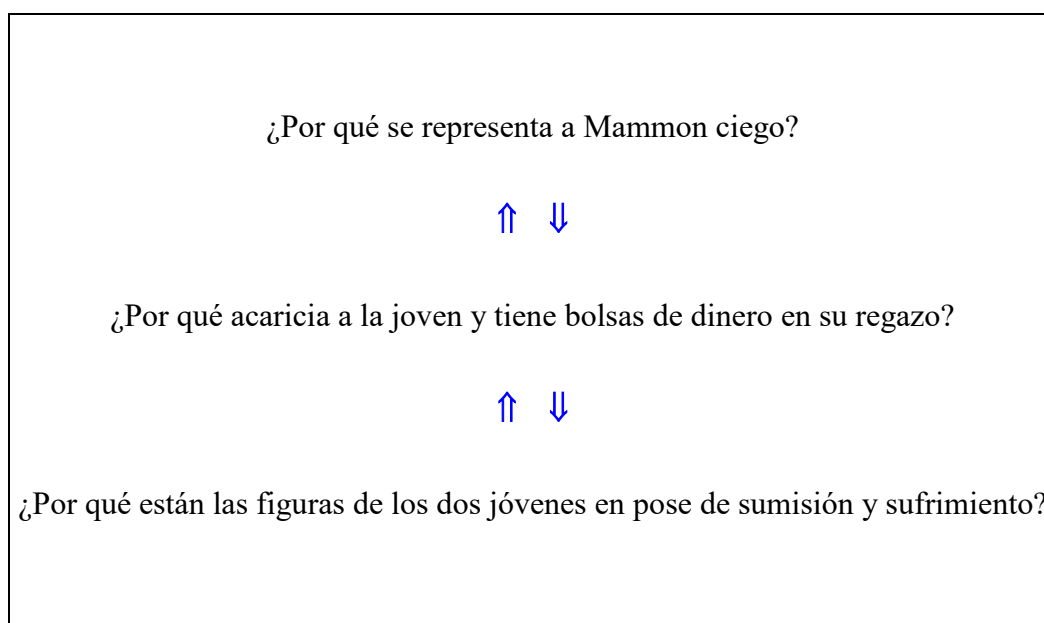 ¿Por qué se representa a Mammon ciego?
⇑ ⇓
¿Por qué acaricia a la joven y tiene bolsas de dinero en su regazo?
⇑ ⇓
¿Por qué están las figuras de los dos jóvenes en pose de sumisión y sufrimiento?